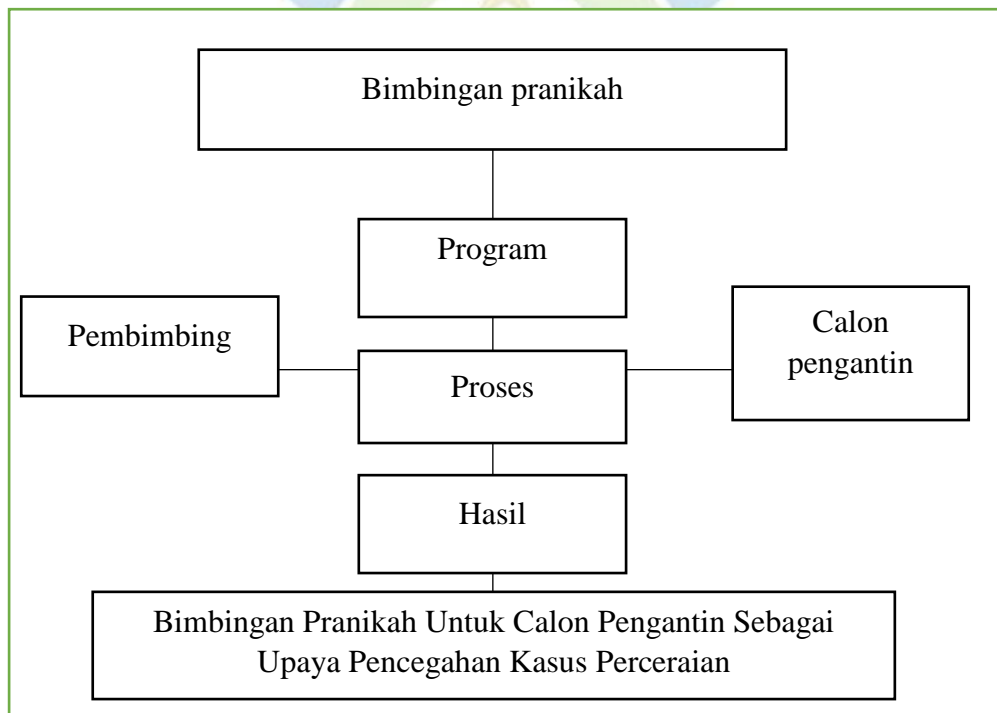 Bimbingan pranikah
Program
Pembimbing
Calon
pengantin
Proses
Hasil
Bimbingan Pranikah Untuk Calon Pengantin Sebagai
Upaya Pencegahan Kasus Perceraian